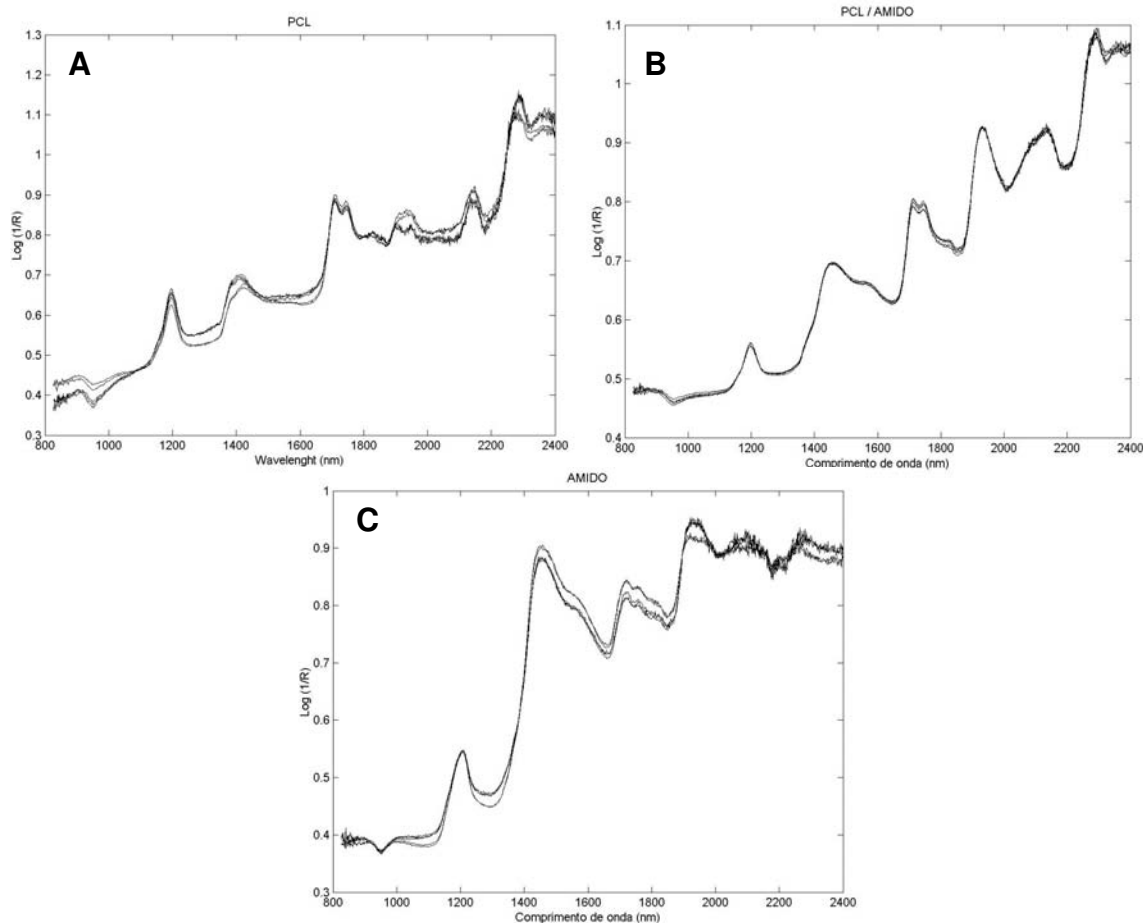 PCL
A
1.3
1.2
1.1
1
0.9
0.8
0.7
0.6
0.5
0.4
0.3
Log (1/R)
800 1000 1200 1400 1600 1800 2000 2200 2400
Wavelenght (nm)
PCL / AMIDO
B
1.1
1
0.9
0.8
0.7
0.6
0.5
0.4
Log (1/R)
800 1000 1200 1400 1600 1800 2000 2200 2400
Comprimento de onda (nm)
AMIDO
C
1
0.9
0.8
0.7
0.6
0.5
0.4
0.3
Log (1/R)
800 1000 1200 1400 1600 1800 2000 2200 2400
Comprimento de onda (nm)